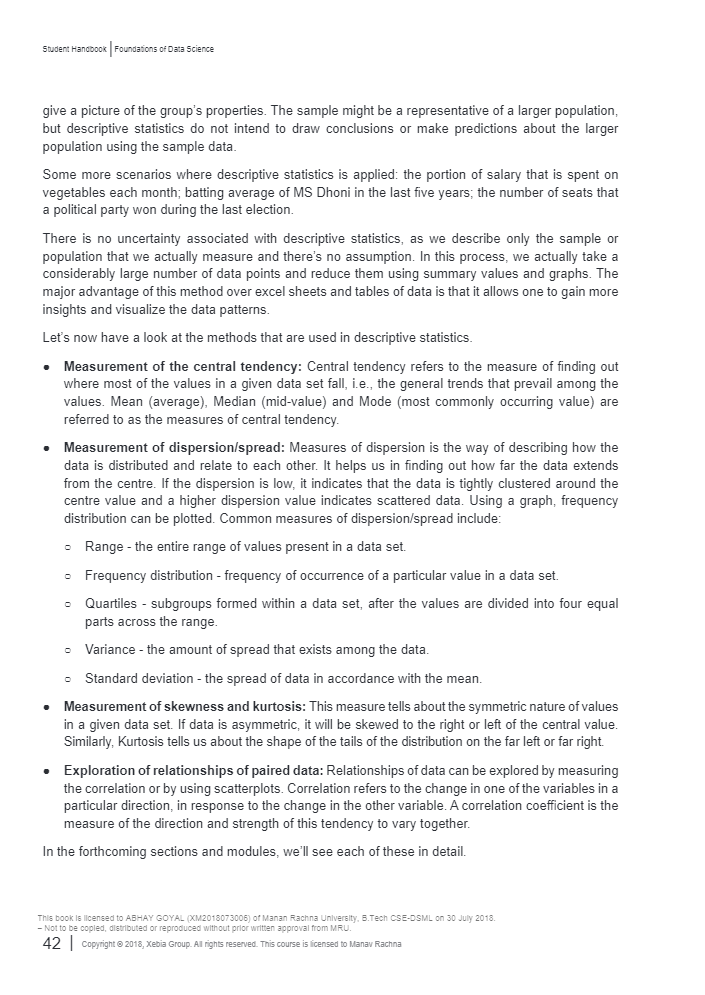 Student Handbook | Foundations of Data Science
give a picture of the group's properties. The sample might be a representative of a larger population,
but descriptive statistics do not intend to draw conclusions or make predictions about the larger
population using the sample data.
Some more scenarios where descriptive statistics is applied: the portion of salary that is spent on
vegetables each month; batting average of MS Dhoni in the last five years; the number of seats that
a political party won during the last election.
There is no uncertainty associated with descriptive statistics, as we describe only the sample or
population that we actually measure and there's no assumption. In this process, we actually take a
considerably large number of data points and reduce them using summary values and graphs. The
major advantage of this method over excel sheets and tables of data is that it allows one to gain more
insights and visualize the data patterns.
Let's now have a look at the methods that are used in descriptive statistics.
● Measurement of the central tendency: Central tendency refers to the measure of finding out
where most of the values in a given data set fall, i.e., the general trends that prevail among the
values. Mean (average), Median (mid-value) and Mode (most commonly occurring value) are
referred to as the measures of central tendency.
● Measurement of dispersion/spread: Measures of dispersion is the way of describing how the
data is distributed and relate to each other. It helps us in finding out how far the data extends
from the centre. If the dispersion is low, it indicates that the data is tightly clustered around the
centre value and a higher dispersion value indicates scattered data. Using a graph, frequency
distribution can be plotted. Common measures of dispersion/spread include:
○ Range - the entire range of values present in a data set.
○ Frequency distribution - frequency of occurrence of a particular value in a data set.
○ Quartiles - subgroups formed within a data set, after the values are divided into four equal
parts across the range.
○ Variance - the amount of spread that exists among the data.
○ Standard deviation - the spread of data in accordance with the mean.
● Measurement of skewness and kurtosis: This measure tells about the symmetric nature of values
in a given data set. If data is asymmetric, it will be skewed to the right or left of the central value.
Similarly, Kurtosis tells us about the shape of the tails of the distribution on the far left or far right.
● Exploration of relationships of paired data: Relationships of data can be explored by measuring
the correlation or by using scatterplots. Correlation refers to the change in one of the variables in a
particular direction, in response to the change in the other variable. A correlation coefficient is the
measure of the direction and strength of this tendency to vary together.
In the forthcoming sections and modules, we'll see each of these in detail.
This book is licensed to ABHAY GOYAL (XM2018073006) of Manan Rachna University, B.Tech CSE-DSML on 30 July 2018.
– Not to be copied, distributed or reproduced without prior written approval from MRU.
42 | Copyright © 2018, Xebia Group. All rights reserved. This course is licensed to Manav Rachna